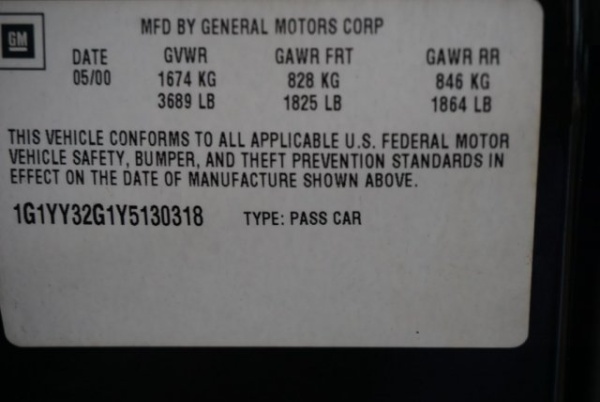 GM
MFD BY GENERAL MOTORS CORP
DATE GVWR GAWR FRT GAWR RR
05/00 1674 KG 828 KG 846 KG
3689 LB 1825 LB 1864 LB
THIS VEHICLE CONFORMS TO ALL APPLICABLE U.S. FEDERAL MOTOR
VEHICLE SAFETY, BUMPER, AND THEFT PREVENTION STANDARDS IN
EFFECT ON THE DATE OF MANUFACTURE SHOWN ABOVE.
1G1YY32G1Y5130318 TYPE: PASS CAR